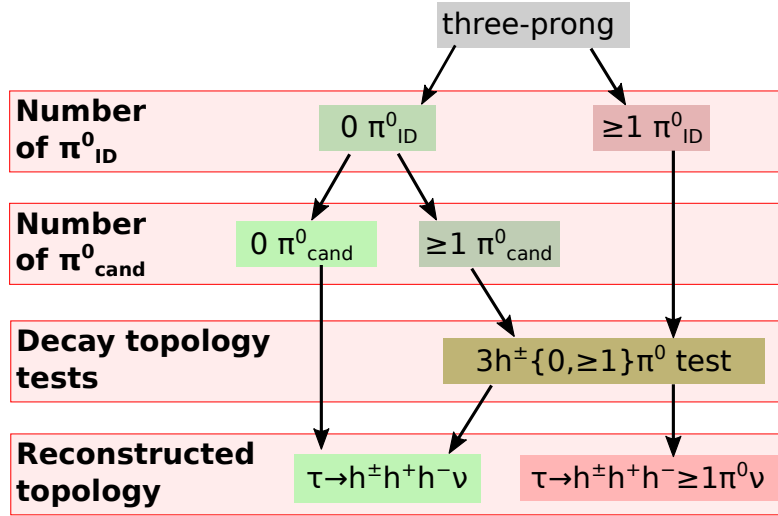 three-prong
Number
of π⁰ID
0 π⁰ID
≥1 π⁰ID
Number
of π⁰cand
0 π⁰cand
≥1 π⁰cand
Decay topology
tests
3h±{0,≥1}π⁰ test
Reconstructed
topology
τ→h±h⁺h⁻ν
τ→h±h⁺h⁻≥1π⁰ν